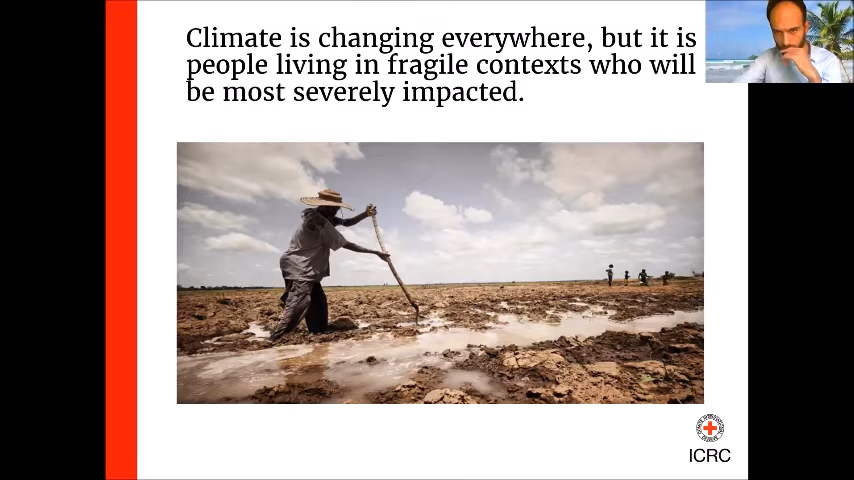 Climate is changing everywhere, but it is
people living in fragile contexts who will
be most severely impacted.
ICRC